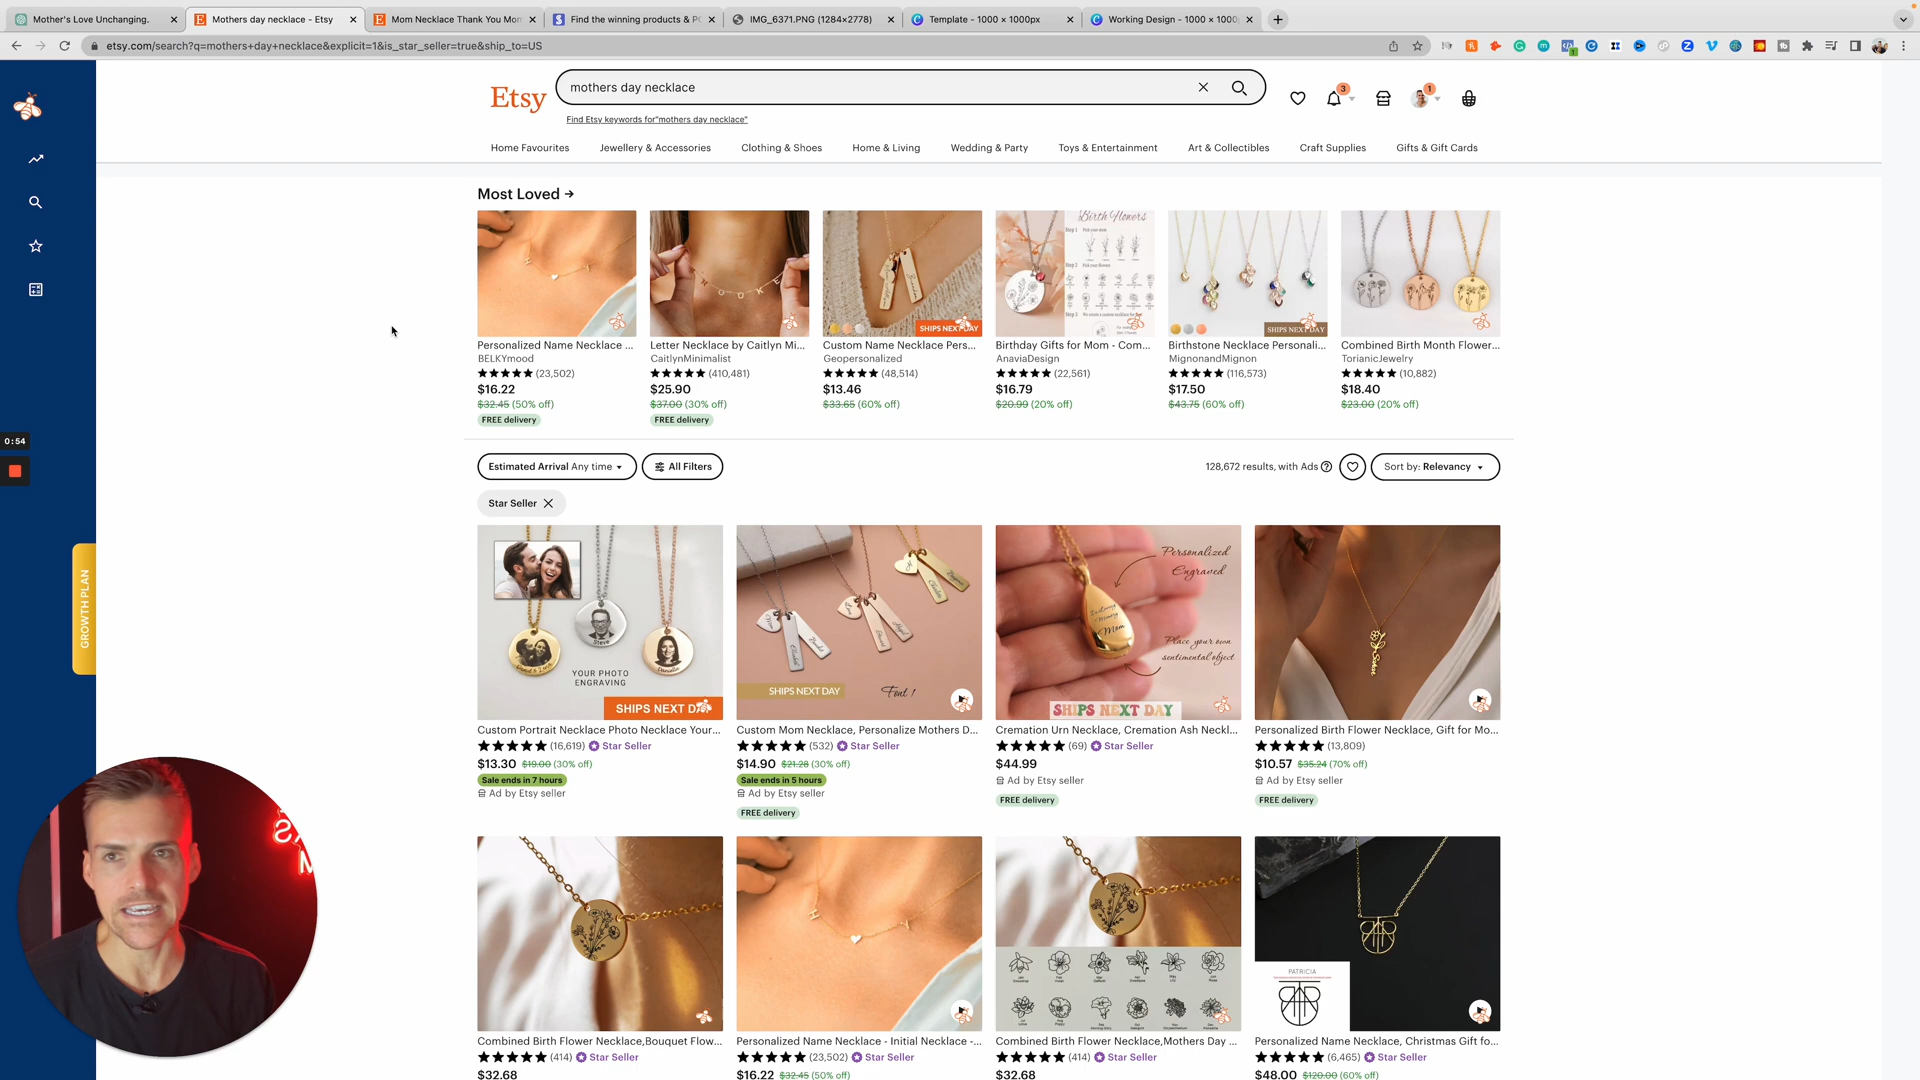 Mother's Love Unchanging.
Mothers day necklace - Etsy
Mom Necklace Thank You Mom
Find the winning products & P
IMG_6371.PNG (1284×2778)
Template – 1000 × 1000px
Working Design – 1000 × 1000
etsy.com/search?q=mothers+day+necklace&explicit=1&is_star_seller=true&ship_to=US
Etsy
mothers day necklace
3
1
Find Etsy keywords for"mothers day necklace"
Home Favourites
Jewellery & Accessories
Clothing & Shoes
Home & Living
Wedding & Party
Toys & Entertainment
Art & Collectibles
Craft Supplies
Gifts & Gift Cards
Most Loved →
SHIPS NEXT DAY
Birth Flowers
SHIPS NEXT DAY
Personalized Name Necklace ...
BELKYmood
(23,502)
$16.22
$32.45 (50% off)
FREE delivery
Letter Necklace by Caitlyn Mi...
CaitlynMinimalist
(410,481)
$25.90
$37.00 (30% off)
FREE delivery
Custom Name Necklace Pers...
Geopersonalized
(48,514)
$13.46
$33.65 (60% off)
Birthday Gifts for Mom - Com...
AnaviaDesign
(22,561)
$16.79
$20.99 (20% off)
Birthstone Necklace Personali...
MignonandMignon
(116,573)
$17.50
$43.75 (60% off)
Combined Birth Month Flower...
TorianicJewelry
(10,882)
$18.40
$23.00 (20% off)
0:54
GROWTH PLAN
Estimated Arrival Any time
All Filters
128,672 results, with Ads
Sort by: Relevancy
Star Seller
Steve
Danielle
YOUR PHOTO
ENGRAVING
SHIPS NEXT DAY
SHIPS NEXT DAY
Font 1
Personalized
Engraved
Mom
Place your own
sentimental object
SHIPS NEXT DAY
Custom Portrait Necklace Photo Necklace Your...
(16,619) Star Seller
$13.30 $19.00 (30% off)
Sale ends in 7 hours
Ad by Etsy seller
Custom Mom Necklace, Personalize Mothers D...
(532) Star Seller
$14.90 $21.28 (30% off)
Sale ends in 5 hours
Ad by Etsy seller
FREE delivery
Cremation Urn Necklace, Cremation Ash Neckl...
(69) Star Seller
$44.99
Ad by Etsy seller
FREE delivery
Personalized Birth Flower Necklace, Gift for Mo...
(13,809)
$10.57 $35.24 (70% off)
Ad by Etsy seller
FREE delivery
PATRICIA
Combined Birth Flower Necklace,Bouquet Flow...
(414) Star Seller
$32.68
Personalized Name Necklace - Initial Necklace -...
(23,502) Star Seller
$16.22 $32.45 (50% off)
Combined Birth Flower Necklace,Mothers Day ...
(414) Star Seller
$32.68
Personalized Name Necklace, Christmas Gift fo...
(6,465) Star Seller
$48.00 $120.00 (60% off)